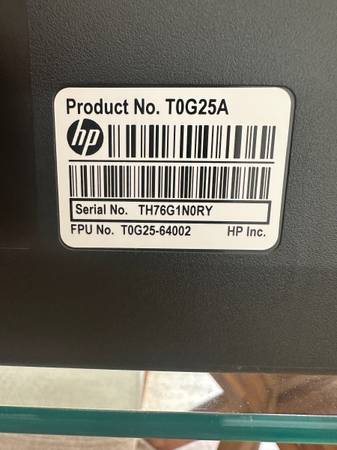 Product No. T0G25A
hp
Serial No. TH76G1N0RY
FPU No. T0G25-64002 HP Inc.